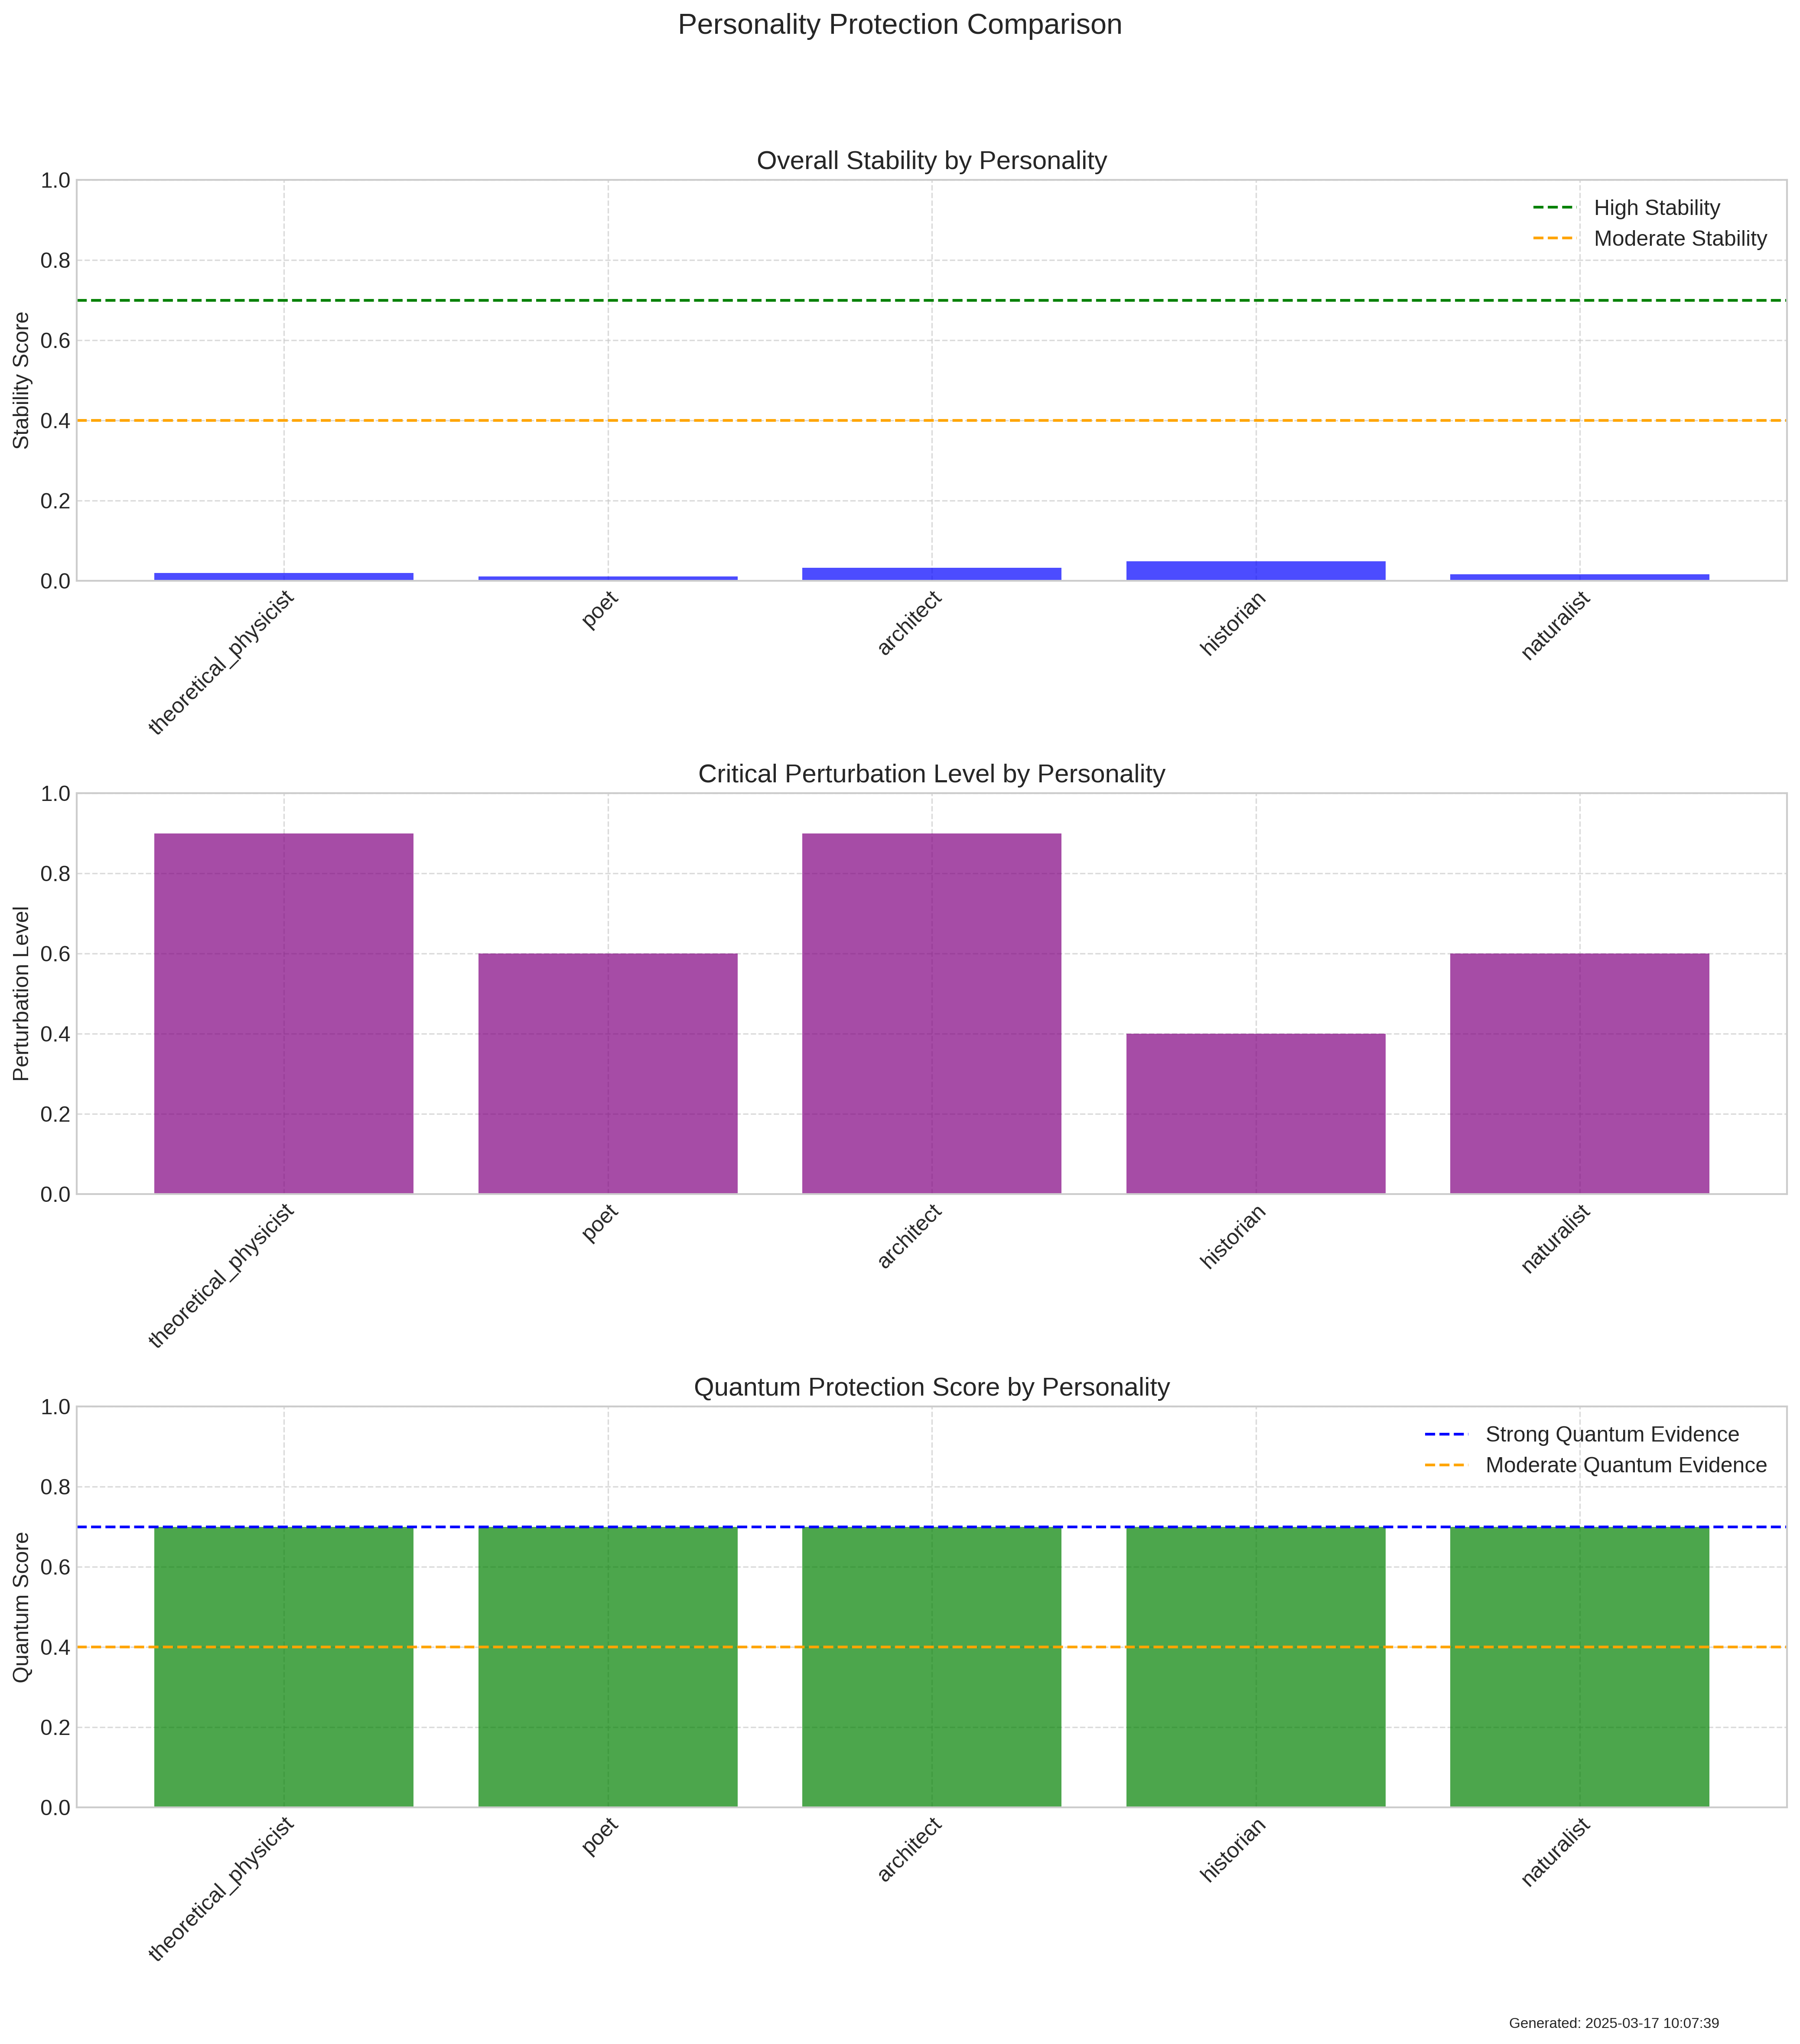 Personality Protection Comparison
Overall Stability by Personality
1.0
0.8
0.6
0.4
0.2
0.0
Stability Score
High Stability
Moderate Stability
theoretical_physicist
poet
architect
historian
naturalist
Critical Perturbation Level by Personality
1.0
0.8
0.6
0.4
0.2
0.0
Perturbation Level
theoretical_physicist
poet
architect
historian
naturalist
Quantum Protection Score by Personality
1.0
0.8
0.6
0.4
0.2
0.0
Quantum Score
Strong Quantum Evidence
Moderate Quantum Evidence
theoretical_physicist
poet
architect
historian
naturalist
Generated: 2025-03-17 10:07:39